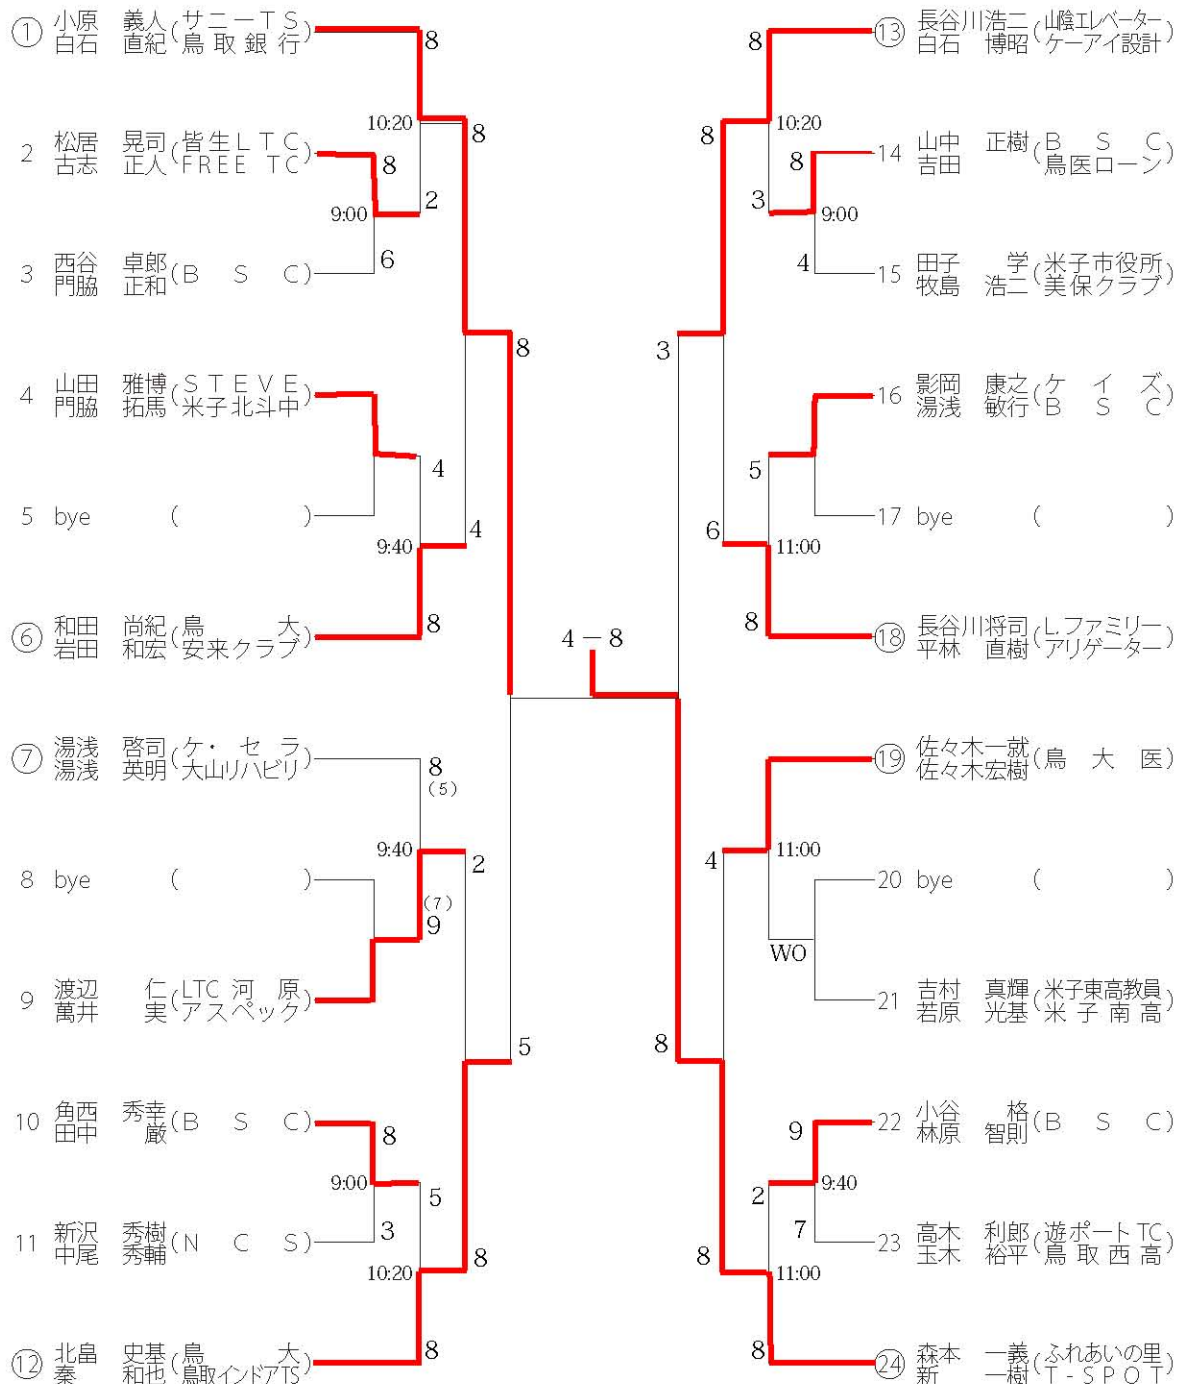 ① 小原 義人(サニーTS)
白石 直紀(鳥取銀行)
8
10:20
8
2 松居 晃司(皆生LTC)
古志 正人(FREE TC)
8
2
9:00
6
3 西谷 卓郎(BSC)
門脇 正和
8
4 山田 雅博(STEVE)
門脇 拓馬(米子北斗中)
4
5 bye ( )
4
9:40
8
⑥ 和田 尚紀(鳥大)
岩田 和宏(安来クラブ)
4－8
⑦ 湯浅 啓司(ケ・セラ)
湯浅 英明(大山リハビリ)
8
(5)
9:40
2
8 bye ( )
(7)
9
9 渡辺 仁(LTC 河原)
萬井 実(アスペック)
5
10 角西 秀幸(BSC)
田中 厳
8
9:00
5
3
11 新沢 秀樹(NCS)
中尾 秀輔
8
10:20
8
⑫ 北畠 史基(鳥大)
秦 和也(鳥取インドアTS)
⑬ 長谷川浩二(山陰エレベーター)
白石 博昭(ケーアイ設計)
8
10:20
8
14 山中 正樹(BSC)
吉田 (鳥医ローン)
8
3
9:00
4
15 田子 学(米子市役所)
牧島 浩二(美保クラブ)
3
16 影岡 康之(ケイズ)
湯浅 敏行(BSC)
5
17 bye ( )
6
11:00
8
⑱ 長谷川将司(L.ファミリー)
平林 直樹(アリゲーター)
⑲ 佐々木一就(鳥大医)
佐々木宏樹
4
11:00
20 bye ( )
WO
21 吉村 真輝(米子東高教員)
若原 光基(米子南高)
8
22 小谷 格(BSC)
林原 智則
9
2
9:40
7
23 高木 利郎(遊ポートTC)
玉木 裕平(鳥取西高)
8
11:00
8
㉔ 森本 一義(ふれあいの里)
新 一樹(T-SPOT)